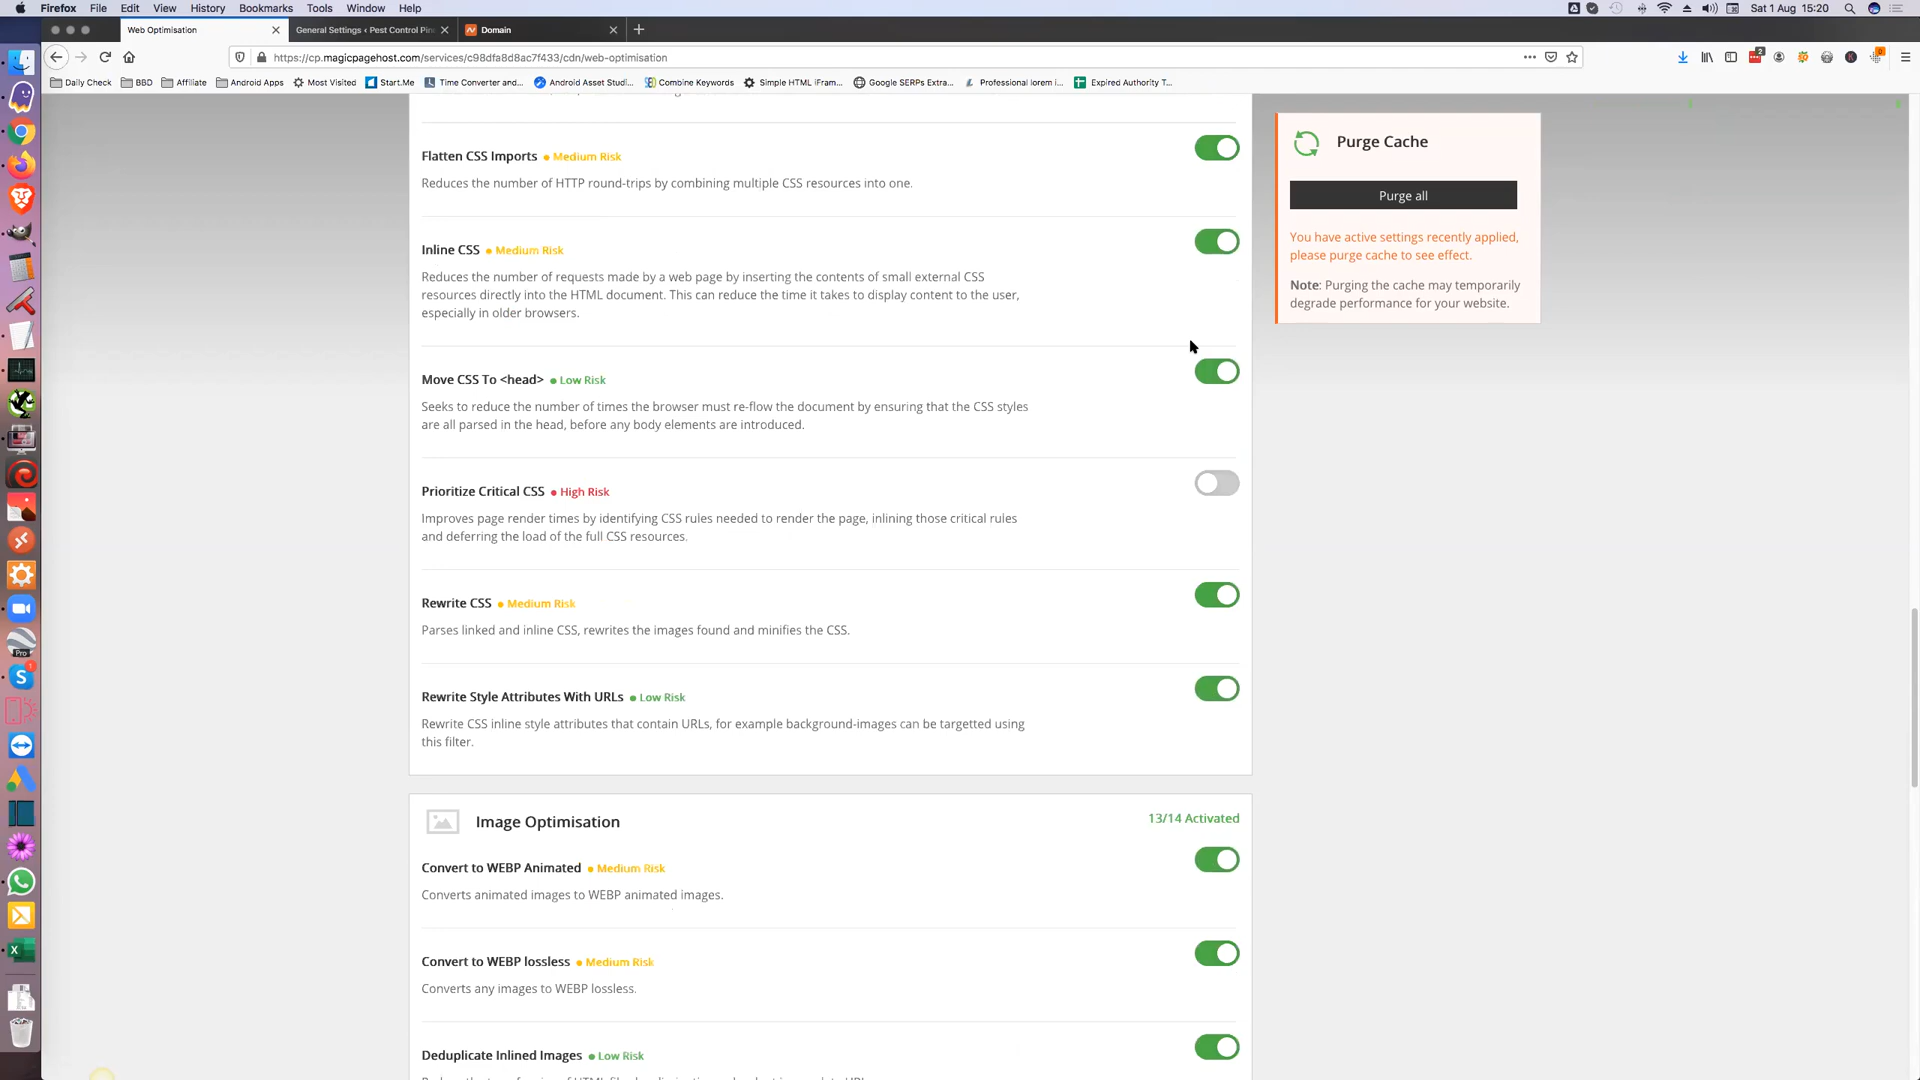 Firefox File Edit View History Bookmarks Tools Window Help Sat 1 Aug 15:20
Web Optimisation General Settings ‹ Pest Control Pin Domain
https://cp.magicpagehost.com/services/c98dfa8d8ac7f433/cdn/web-optimisation
Daily Check BBD Affiliate Android Apps Most Visited Start.Me Time Converter and... Android Asset Studi... Combine Keywords Simple HTML iFram... Google SERPs Extra... Professional lorem i... Expired Authority T...
Flatten CSS Imports Medium Risk
Reduces the number of HTTP round-trips by combining multiple CSS resources into one.
Inline CSS Medium Risk
Reduces the number of requests made by a web page by inserting the contents of small external CSS
resources directly into the HTML document. This can reduce the time it takes to display content to the user,
especially in older browsers.
Move CSS To <head> Low Risk
Seeks to reduce the number of times the browser must re-flow the document by ensuring that the CSS styles
are all parsed in the head, before any body elements are introduced.
Prioritize Critical CSS High Risk
Improves page render times by identifying CSS rules needed to render the page, inlining those critical rules
and deferring the load of the full CSS resources.
Rewrite CSS Medium Risk
Parses linked and inline CSS, rewrites the images found and minifies the CSS.
Rewrite Style Attributes With URLs Low Risk
Rewrite CSS inline style attributes that contain URLs, for example background-images can be targetted using
this filter.
Image Optimisation 13/14 Activated
Convert to WEBP Animated Medium Risk
Converts animated images to WEBP animated images.
Convert to WEBP lossless Medium Risk
Converts any images to WEBP lossless.
Deduplicate Inlined Images Low Risk
Purge Cache
Purge all
You have active settings recently applied,
please purge cache to see effect.
Note: Purging the cache may temporarily
degrade performance for your website.
Pro